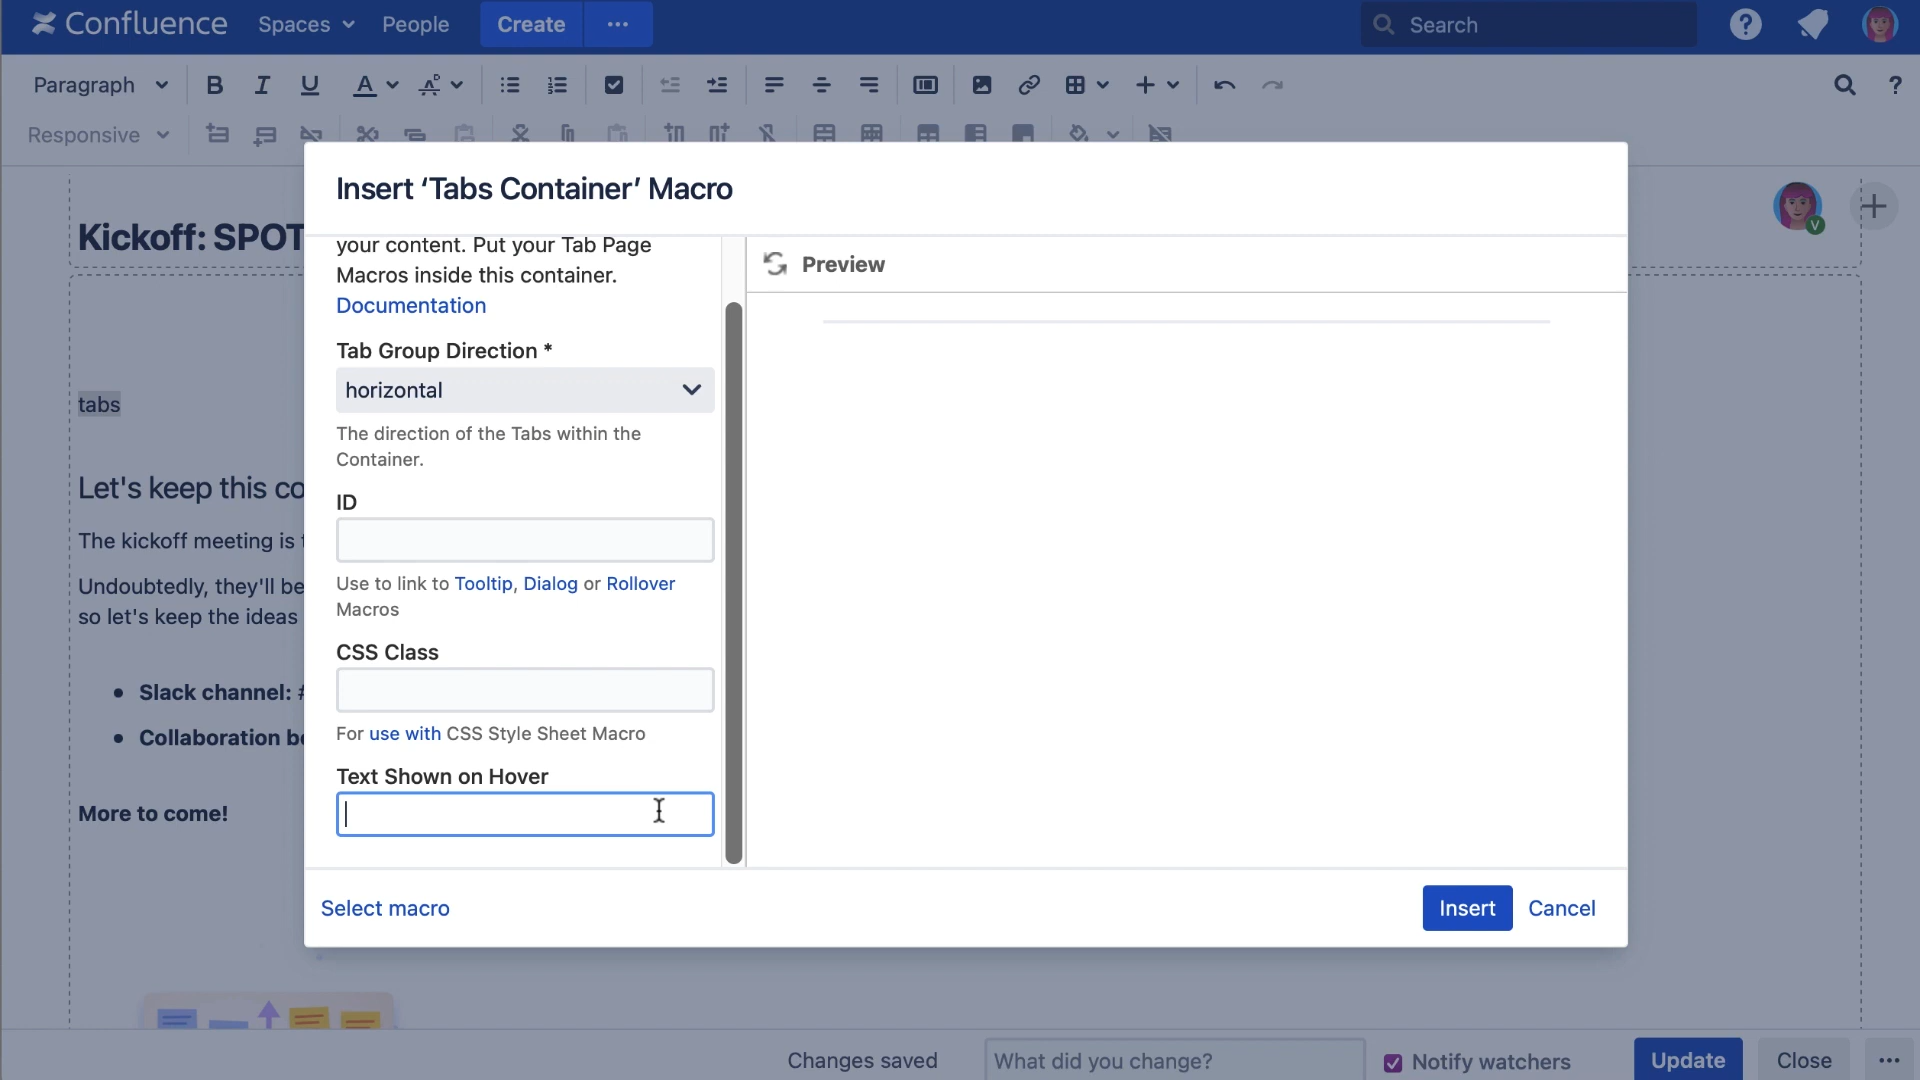 Confluence Spaces People Create ... Search
Paragraph
Responsive
Insert ‘Tabs Container’ Macro
Kickoff: SPOT
your content. Put your Tab Page
Macros inside this container.
Documentation
Preview
Tab Group Direction *
horizontal
The direction of the Tabs within the
Container.
tabs
ID
Let's keep this co
The kickoff meeting is
Use to link to Tooltip, Dialog or Rollover
Macros
Undoubtedly, they'll be
so let's keep the ideas
CSS Class
Slack channel: #
For use with CSS Style Sheet Macro
Collaboration bo
Text Shown on Hover
More to come!
Select macro
Insert Cancel
Changes saved What did you change? Notify watchers Update Close ...